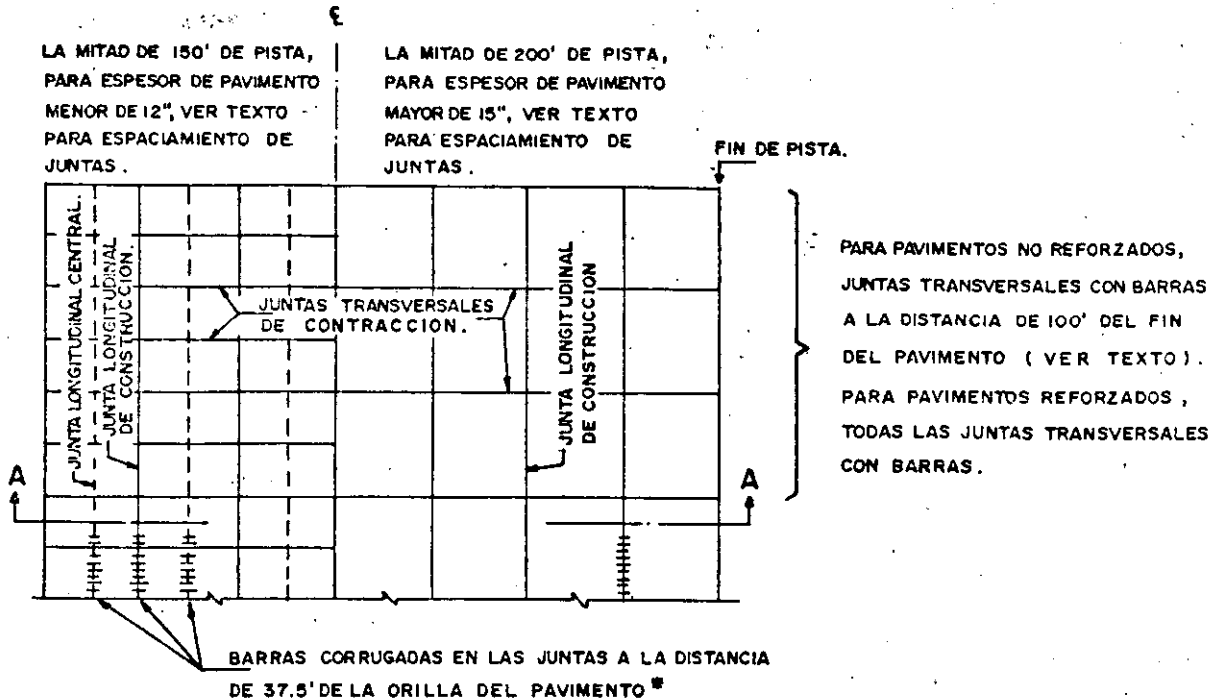 ℄
LA MITAD DE 150' DE PISTA,
PARA ESPESOR DE PAVIMENTO
MENOR DE 12", VER TEXTO
PARA ESPACIAMIENTO DE
JUNTAS.
LA MITAD DE 200' DE PISTA,
PARA ESPESOR DE PAVIMENTO
MAYOR DE 15", VER TEXTO
PARA ESPACIAMIENTO DE
JUNTAS.
FIN DE PISTA.
JUNTA LONGITUDINAL CENTRAL.
JUNTA LONGITUDINAL
DE CONSTRUCCION.
JUNTAS TRANSVERSALES
DE CONTRACCION.
JUNTA LONGITUDINAL
DE CONSTRUCCION
PARA PAVIMENTOS NO REFORZADOS,
JUNTAS TRANSVERSALES CON BARRAS
A LA DISTANCIA DE 100' DEL FIN
DEL PAVIMENTO (VER TEXTO).
PARA PAVIMENTOS REFORZADOS,
TODAS LAS JUNTAS TRANSVERSALES
CON BARRAS.
A
A
BARRAS CORRUGADAS EN LAS JUNTAS A LA DISTANCIA
DE 37.5' DE LA ORILLA DEL PAVIMENTO *